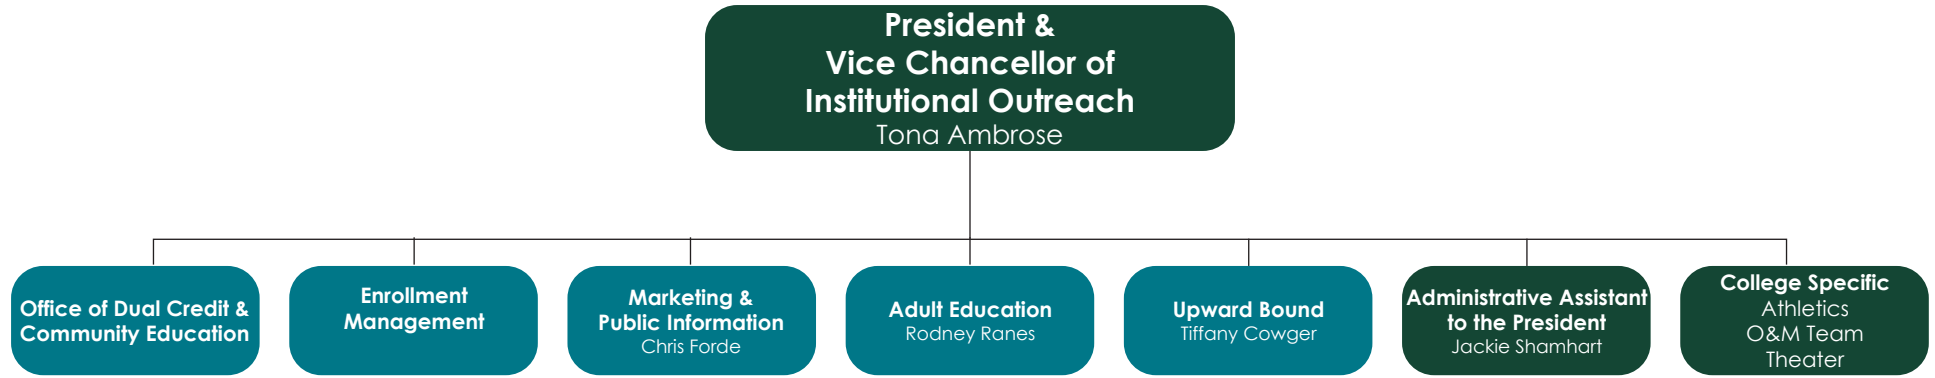 President &
Vice Chancellor of
Institutional Outreach
Tona Ambrose
Office of Dual Credit &
Community Education
Enrollment
Management
Marketing &
Public Information
Chris Forde
Adult Education
Rodney Ranes
Upward Bound
Tiffany Cowger
Administrative Assistant
to the President
Jackie Shamhart
College Specific
Athletics
O&M Team
Theater